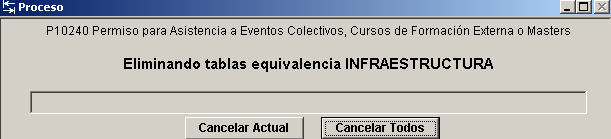 Proceso
P10240 Permiso para Asistencia a Eventos Colectivos, Cursos de Formación Externa o Masters
Eliminando tablas equivalencia INFRAESTRUCTURA
Cancelar Actual Cancelar Todos